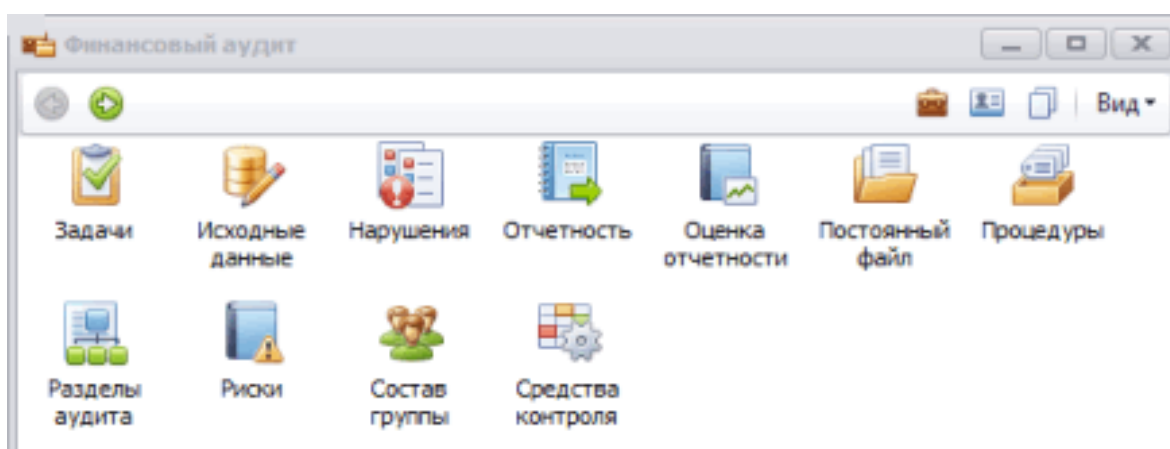 Финансовый аудит
Вид
Задачи
Исходные
данные
Нарушения
Отчетность
Оценка
отчетности
Постоянный
файл
Процедуры
Разделы
аудита
Риски
Состав
группы
Средства
контроля